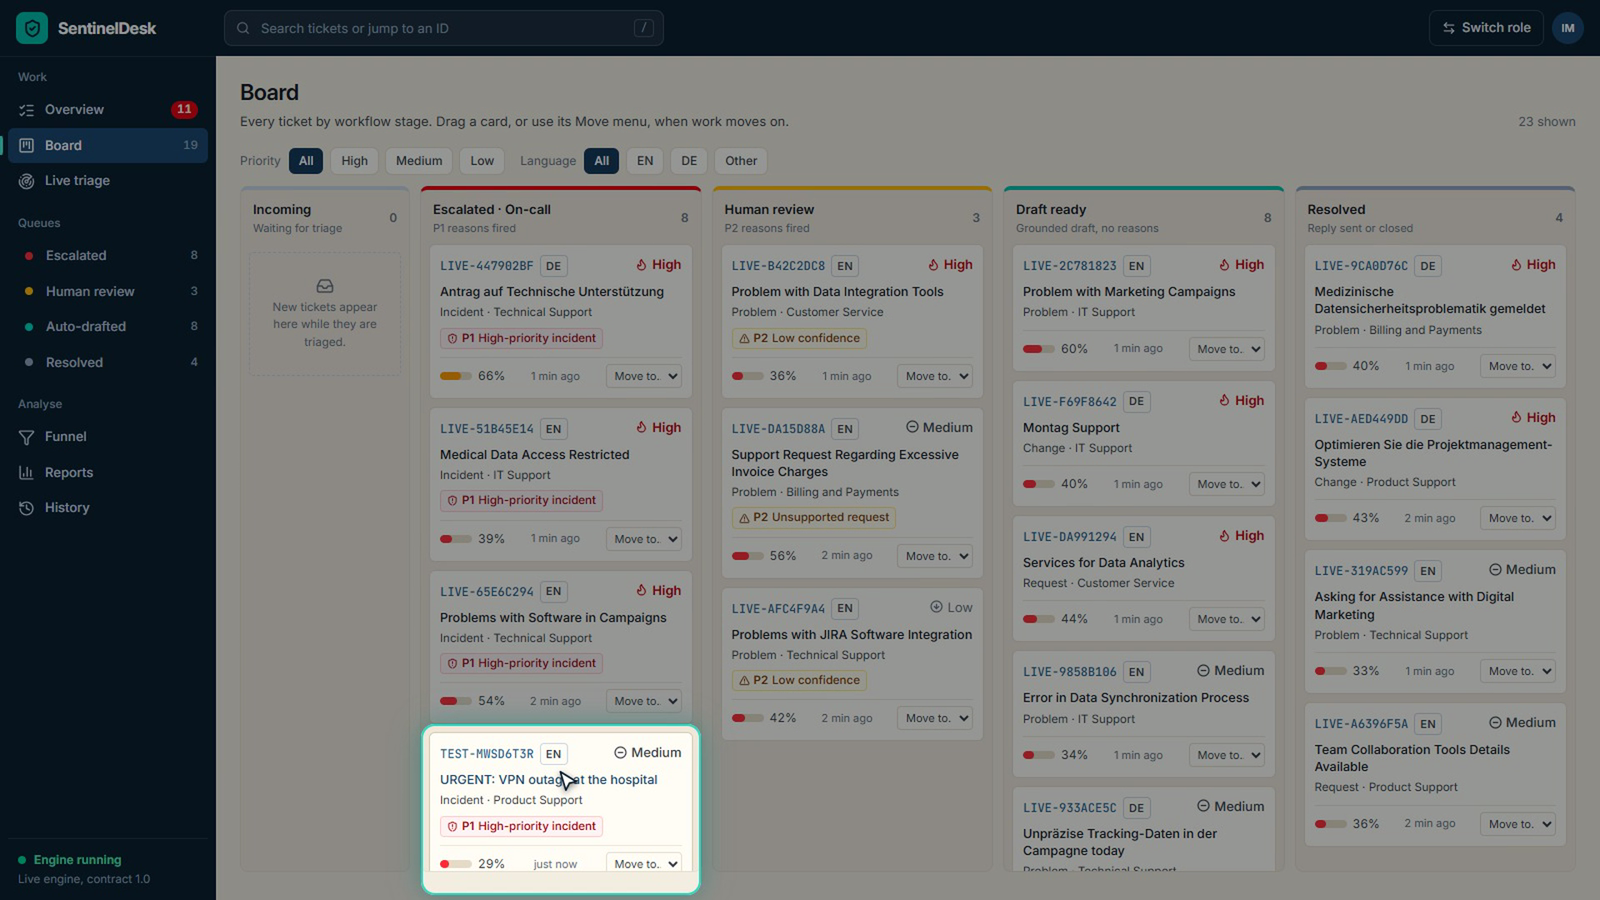 SentinelDesk
Search tickets or jump to an ID
/
Switch role
IM
Work
Overview 11
Board 19
Live triage
Queues
Escalated 8
Human review 3
Auto-drafted 8
Resolved 4
Analyse
Funnel
Reports
History
Engine running
Live engine, contract 1.0
Board
Every ticket by workflow stage. Drag a card, or use its Move menu, when work moves on.
23 shown
Priority All High Medium Low Language All EN DE Other
Incoming 0
Waiting for triage
New tickets appear
here while they are
triaged.
Escalated · On-call 8
P1 reasons fired
LIVE-447902BF DE High
Antrag auf Technische Unterstützung
Incident · Technical Support
P1 High-priority incident
66% 1 min ago Move to.
LIVE-51B45E14 EN High
Medical Data Access Restricted
Incident · IT Support
P1 High-priority incident
39% 1 min ago Move to.
LIVE-65E6C294 EN High
Problems with Software in Campaigns
Incident · Technical Support
P1 High-priority incident
54% 2 min ago Move to.
TEST-MWSD6T3R EN Medium
URGENT: VPN outage at the hospital
Incident · Product Support
P1 High-priority incident
29% just now Move to.
Human review 3
P2 reasons fired
LIVE-B42C2DC8 EN High
Problem with Data Integration Tools
Problem · Customer Service
P2 Low confidence
36% 1 min ago Move to.
LIVE-DA15D88A EN Medium
Support Request Regarding Excessive
Invoice Charges
Problem · Billing and Payments
P2 Unsupported request
56% 2 min ago Move to.
LIVE-AFC4F9A4 EN Low
Problems with JIRA Software Integration
Problem · Technical Support
P2 Low confidence
42% 2 min ago Move to.
Draft ready 8
Grounded draft, no reasons
LIVE-2C781823 EN High
Problem with Marketing Campaigns
Problem · IT Support
60% 1 min ago Move to.
LIVE-F69F8642 DE High
Montag Support
Change · IT Support
40% 1 min ago Move to.
LIVE-DA991294 EN High
Services for Data Analytics
Request · Customer Service
44% 1 min ago Move to.
LIVE-9858B106 EN Medium
Error in Data Synchronization Process
Problem · IT Support
34% 1 min ago Move to.
LIVE-933ACE5C DE Medium
Unpräzise Tracking-Daten in der
Campagne today
Problem · Technical Support
Resolved 4
Reply sent or closed
LIVE-9CA0D76C DE High
Medizinische
Datensicherheitsproblematik gemeldet
Problem · Billing and Payments
40% 1 min ago Move to.
LIVE-AED449DD DE High
Optimieren Sie die Projektmanagement-
Systeme
Change · Product Support
43% 2 min ago Move to.
LIVE-319AC599 EN Medium
Asking for Assistance with Digital
Marketing
Problem · Technical Support
33% 1 min ago Move to.
LIVE-A6396F5A EN Medium
Team Collaboration Tools Details
Available
Request · Product Support
36% 2 min ago Move to.